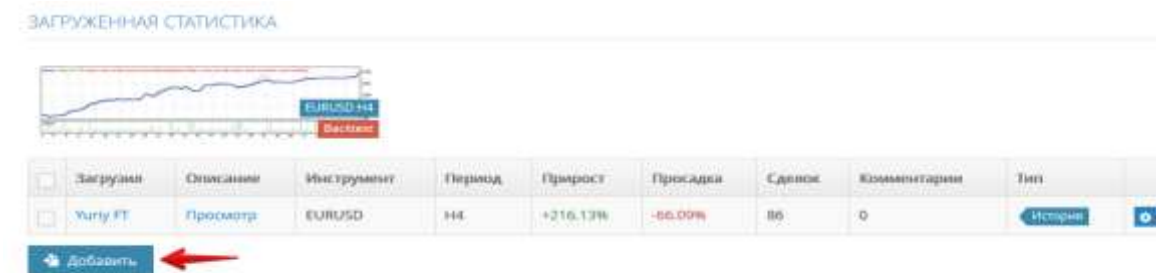 ЗАГРУЖЕННАЯ СТАТИСТИКА
EURUSD H4
Backtest
Загрузил Описание Инструмент Период Прирост Просадка Сделок Комментарии Тип
Yuriy FT Просмотр EURUSD H4 +216.13% -66.09% 86 0 История
Добавить